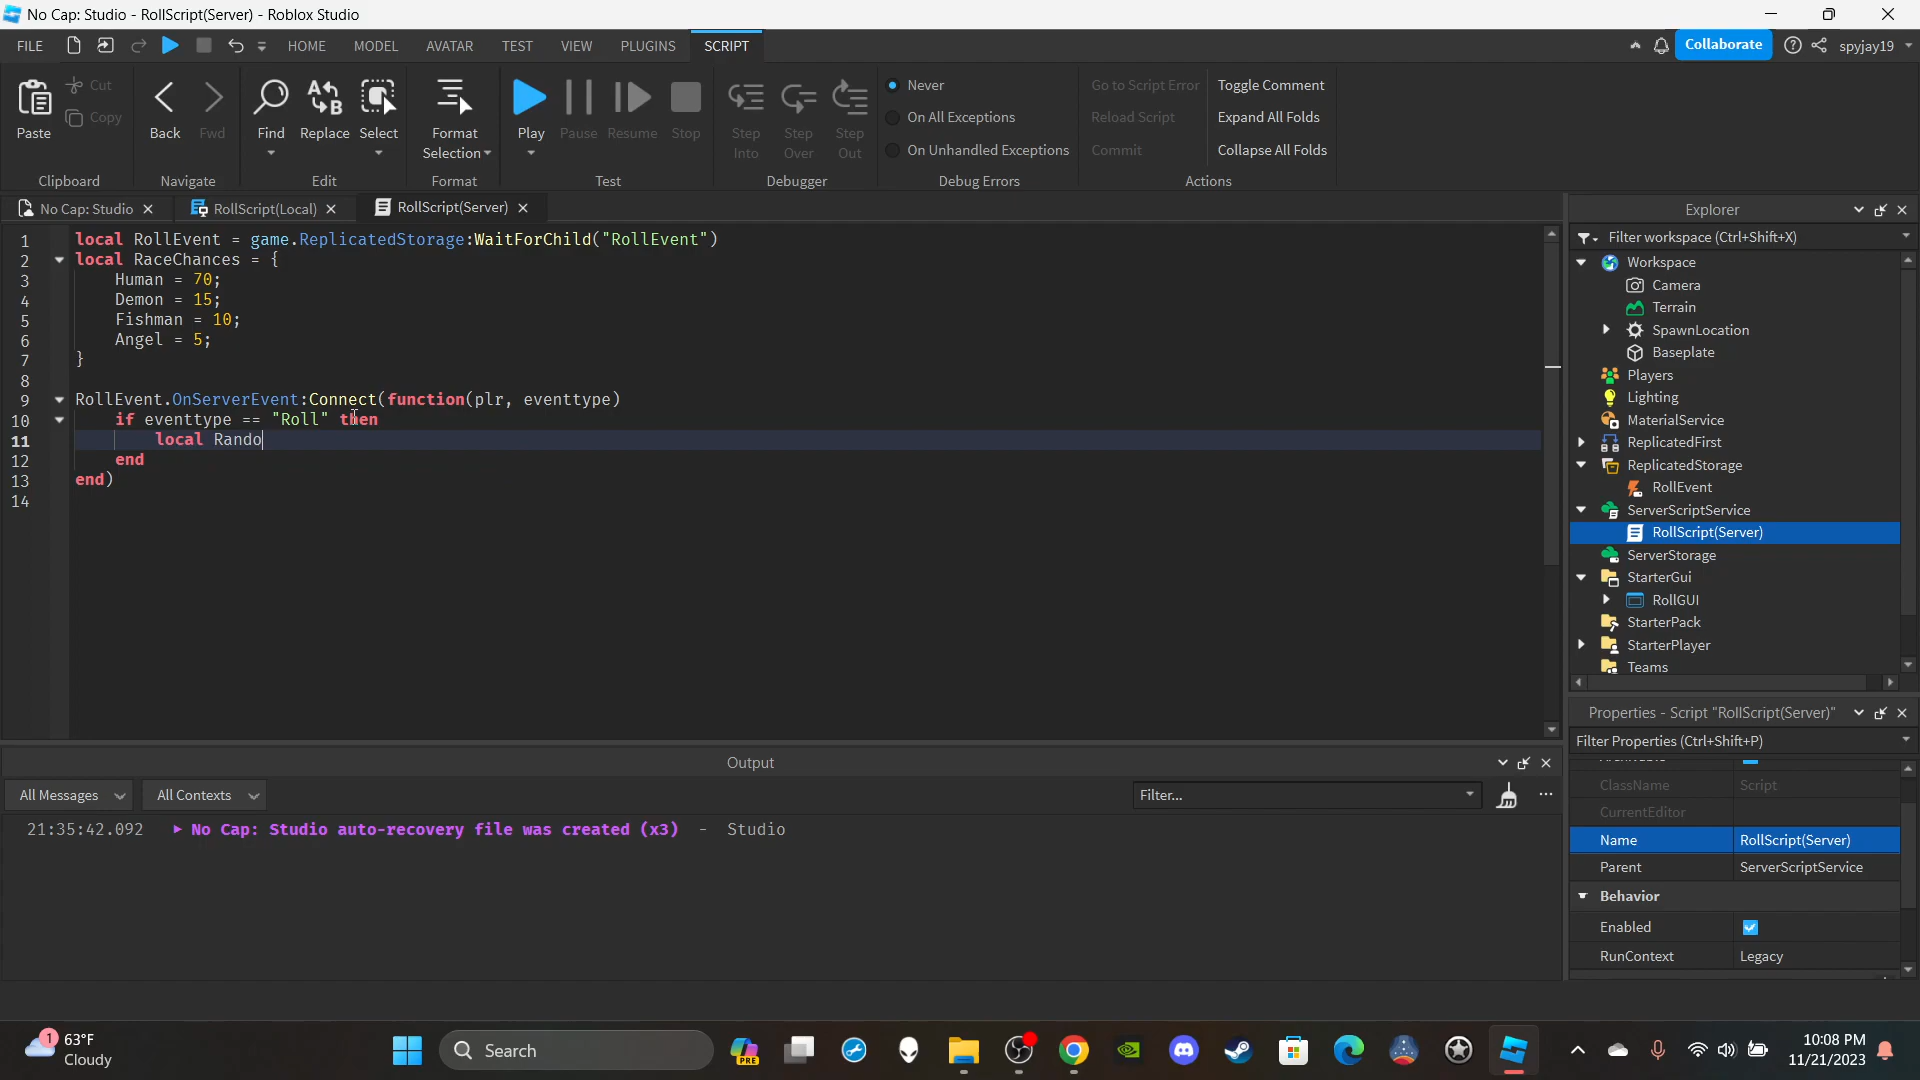 No Cap: Studio - RollScript(Server) - Roblox Studio
FILE HOME MODEL AVATAR TEST VIEW PLUGINS SCRIPT Collaborate spyjay19
Paste Cut Copy Back Fwd Find Replace Select Format Selection Play Pause Resume Stop Step Into Step Over Step Out
Never
On All Exceptions
On Unhandled Exceptions
Go to Script Error
Reload Script
Commit
Toggle Comment
Expand All Folds
Collapse All Folds
Clipboard Navigate Edit Format Test Debugger Debug Errors Actions
No Cap: Studio RollScript(Local) RollScript(Server)
1 local RollEvent = game.ReplicatedStorage:WaitForChild("RollEvent")
2 local RaceChances = {
3 Human = 70;
4 Demon = 15;
5 Fishman = 10;
6 Angel = 5;
7 }
8
9 RollEvent.OnServerEvent:Connect(function(plr, eventtype)
10 if eventtype == "Roll" then
11 local Rando
12 end
13 end)
14
Explorer
Filter workspace (Ctrl+Shift+X)
Workspace
Camera
Terrain
SpawnLocation
Baseplate
Players
Lighting
MaterialService
ReplicatedFirst
ReplicatedStorage
RollEvent
ServerScriptService
RollScript(Server)
ServerStorage
StarterGui
RollGUI
StarterPack
StarterPlayer
Teams
Properties - Script "RollScript(Server)"
Filter Properties (Ctrl+Shift+P)
ClassName Script
CurrentEditor
Name RollScript(Server)
Parent ServerScriptService
Behavior
Enabled
RunContext Legacy
Output
All Messages All Contexts Filter...
21:35:42.092 No Cap: Studio auto-recovery file was created (x3) - Studio
1 63°F
Cloudy
Search
PRE
10:08 PM
11/21/2023